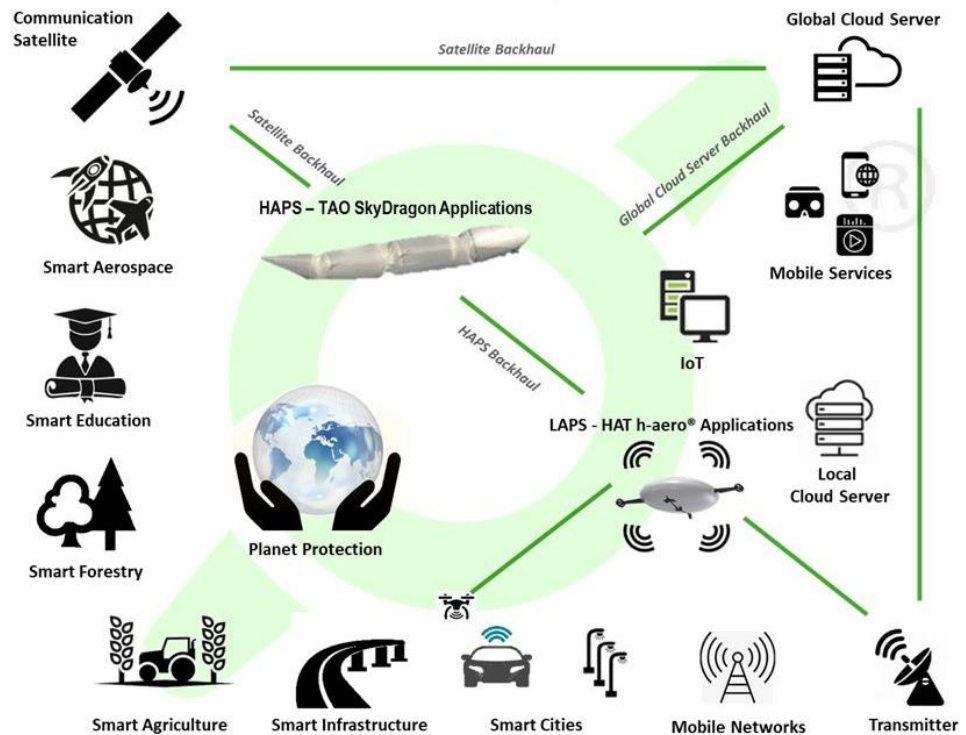 Communication
Satellite
Global Cloud Server
Satellite Backhaul
Satellite Backhaul
Global Cloud Server Backhaul
HAPS – TAO SkyDragon Applications
Smart Aerospace
Mobile Services
IoT
HAPS Backhaul
Smart Education
LAPS - HAT h-aero® Applications
Local
Cloud Server
Planet Protection
Smart Forestry
Smart Agriculture
Smart Infrastructure
Smart Cities
Mobile Networks
Transmitter
R